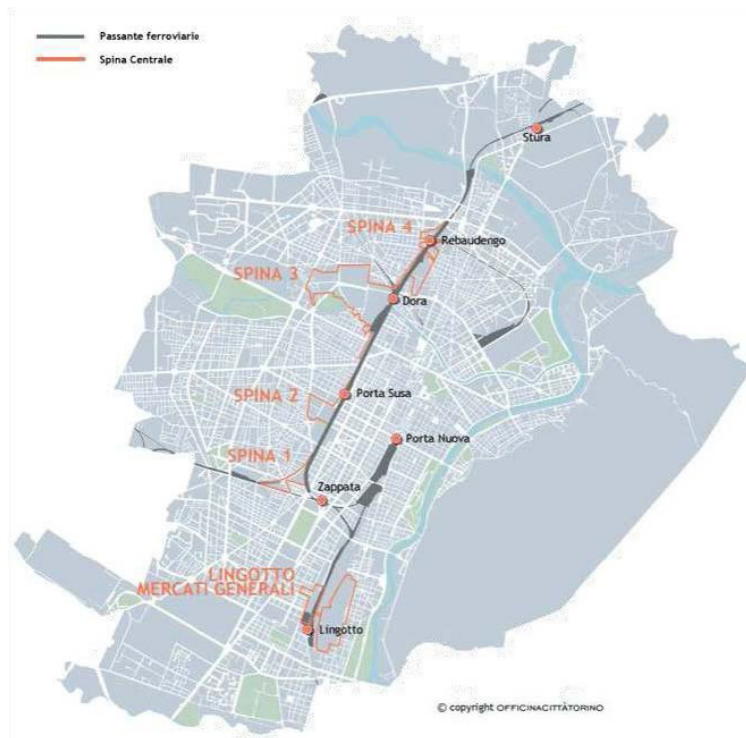 Passante ferroviario
Spina Centrale
Stura
SPINA 4
Rebaudengo
SPINA 3
Dora
SPINA 2
Porta Susa
Porta Nuova
SPINA 1
Zappata
LINGOTTO
MERCATI GENERALI
Lingotto
© copyright OFFICINACITTÀTORINO